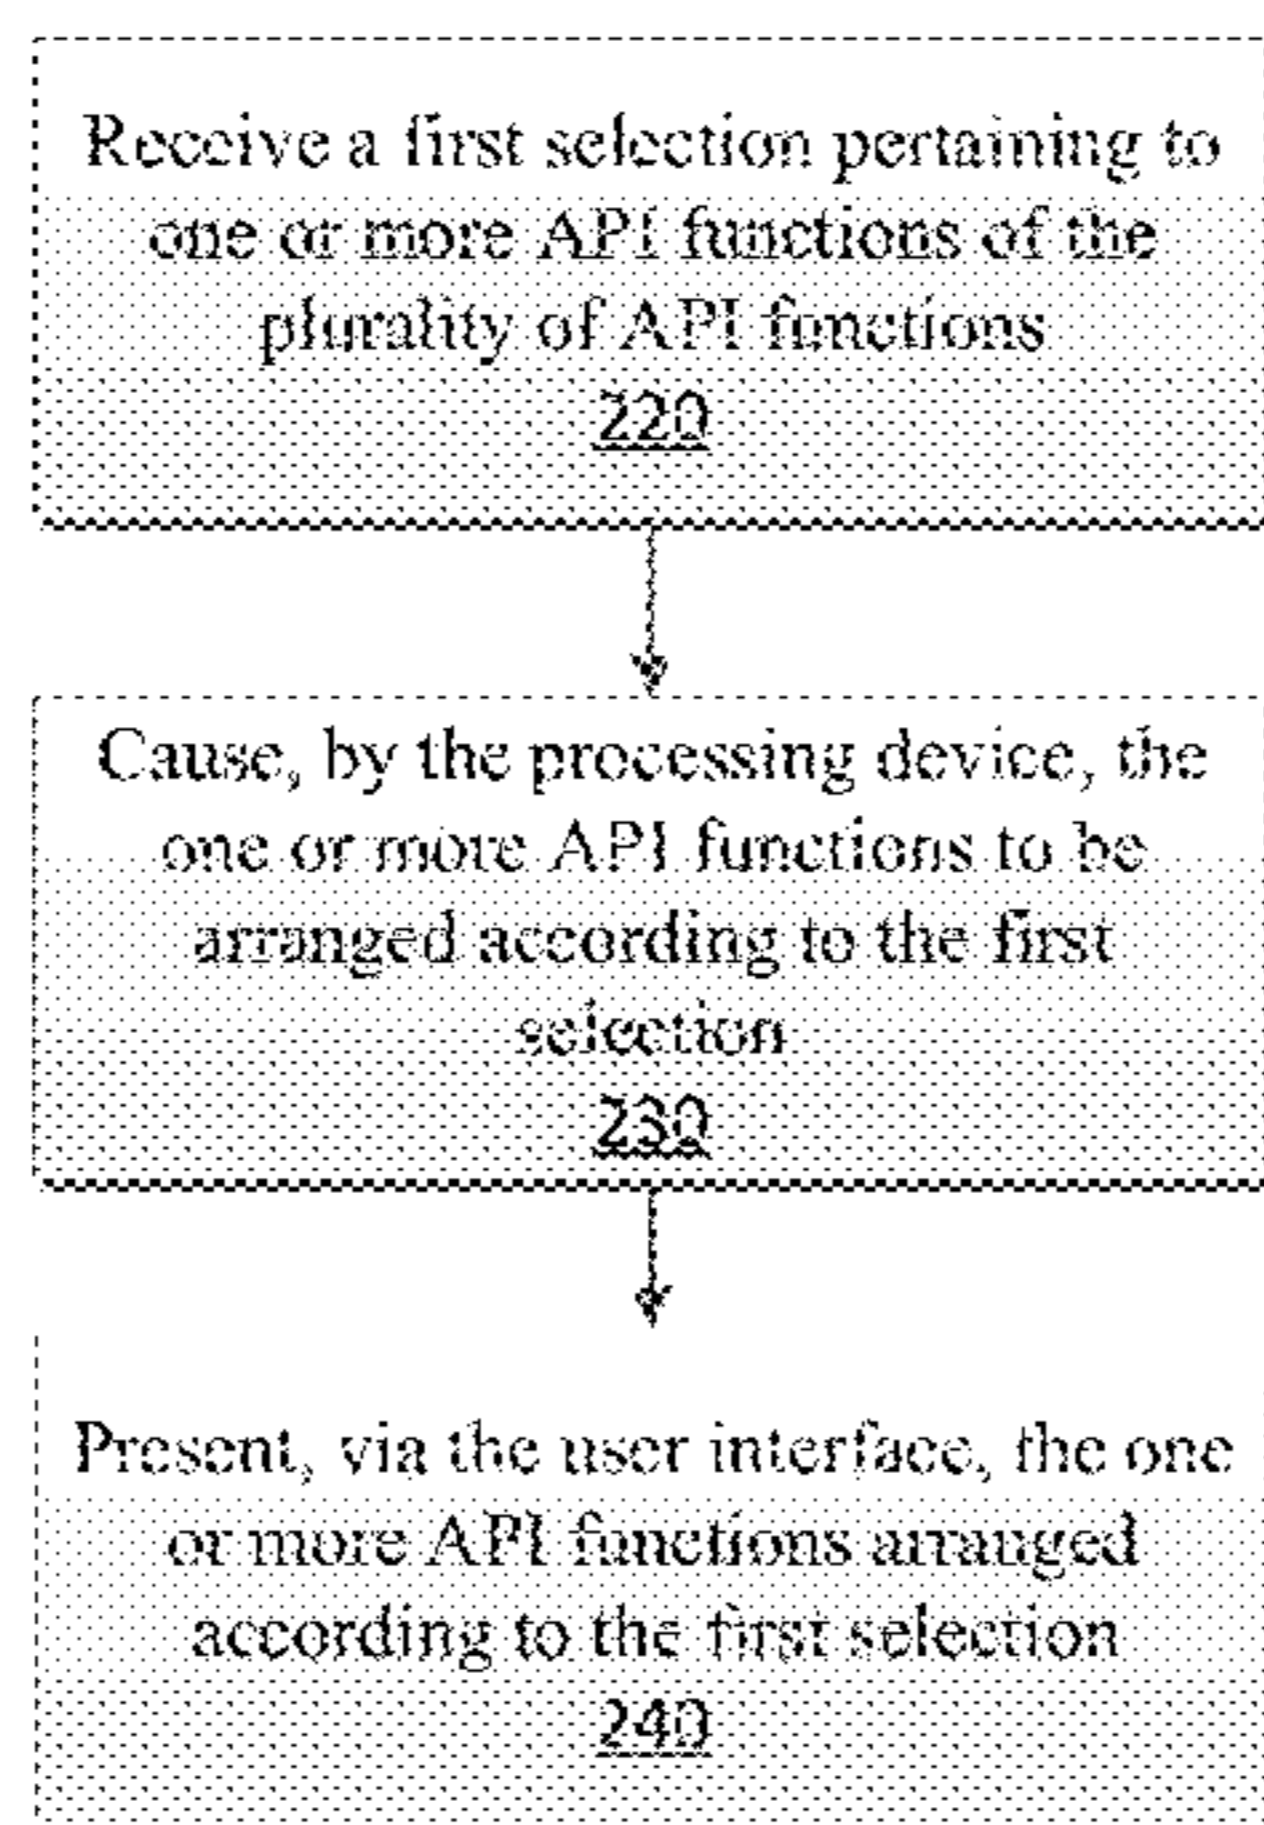 Receive a first selection pertaining to
one or more API functions of the
plurality of API functions
220
Cause, by the processing device, the
one or more API functions to be
arranged according to the first
selection
230
Present, via the user interface, the one
or more API functions arranged
according to the first selection
240